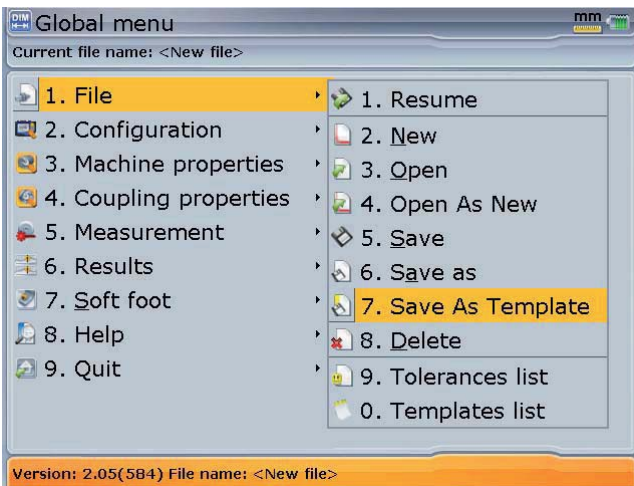 DIM
Global menu
mm
Current file name: <New file>
1. File
2. Configuration
3. Machine properties
4. Coupling properties
5. Measurement
6. Results
7. Soft foot
8. Help
9. Quit
1. Resume
2. New
3. Open
4. Open As New
5. Save
6. Save as
7. Save As Template
8. Delete
9. Tolerances list
0. Templates list
Version: 2.05(584) File name: <New file>